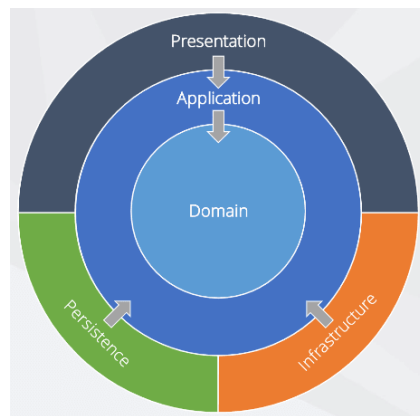 Presentation
Application
Domain
Persistence
Infrastructure